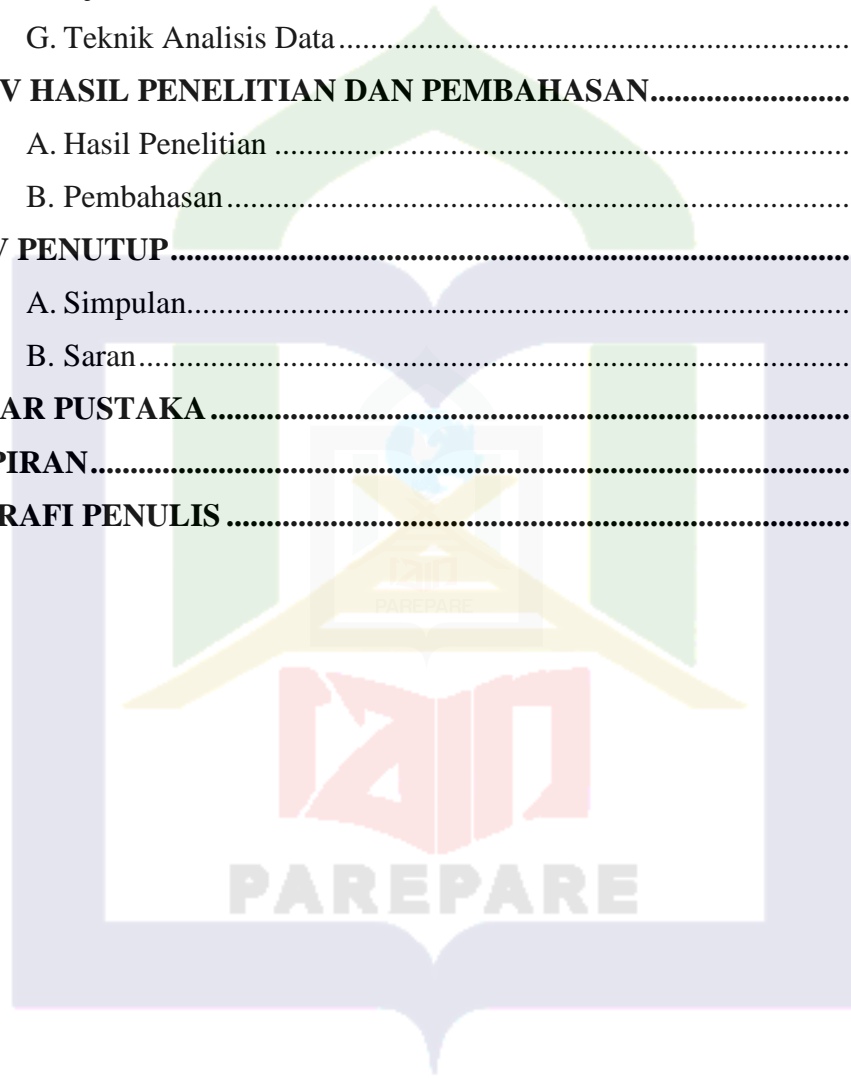 G. Teknik Analisis Data................................................................
V HASIL PENELITIAN DAN PEMBAHASAN.........................
A. Hasil Penelitian ........................................................................
B. Pembahasan..............................................................................
V PENUTUP.....................................................................................
A. Simpulan...................................................................................
B. Saran.........................................................................................
AR PUSTAKA ................................................................................
PIRAN...............................................................................................
RAFI PENULIS ..............................................................................
PAREPARE
iain
PAREPARE